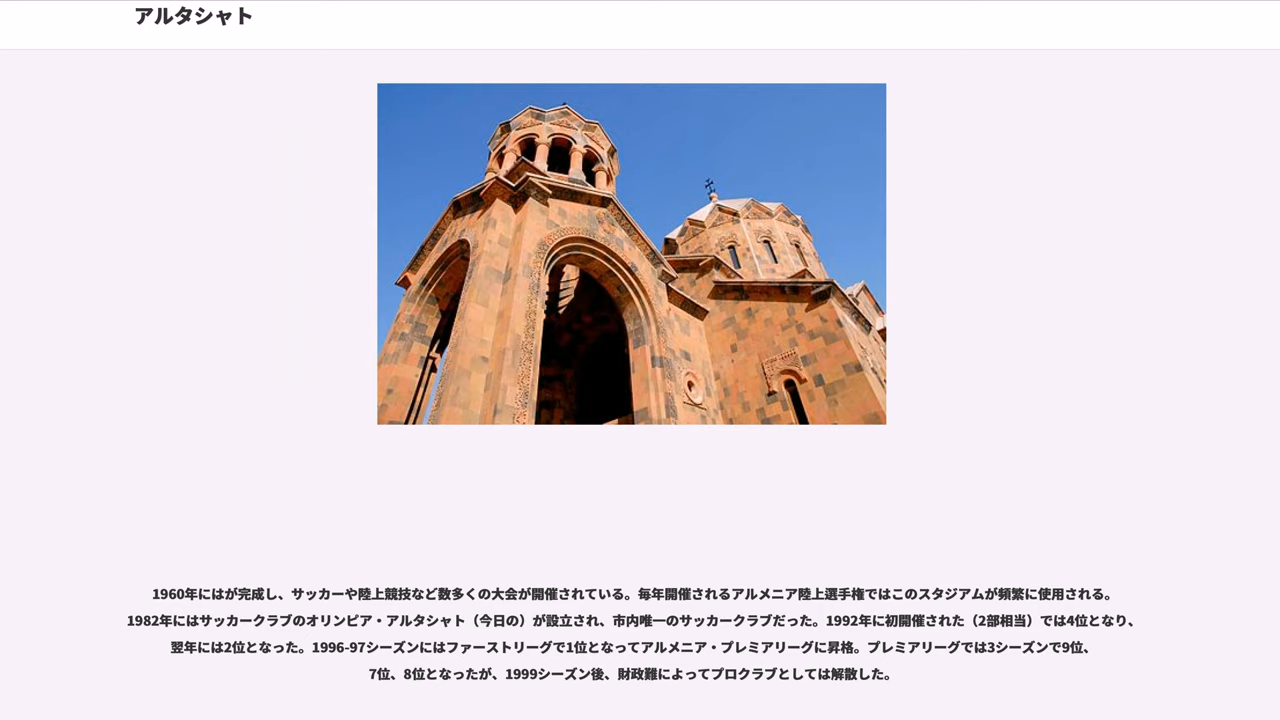 アルタシャト
1960年にはが完成し、サッカーや陸上競技など数多くの大会が開催されている。毎年開催されるアルメニア陸上選手権ではこのスタジアムが頻繁に使用される。
1982年にはサッカークラブのオリンピア・アルタシャト（今日の）が設立され、市内唯一のサッカークラブだった。1992年に初開催された（2部相当）では4位となり、
翌年には2位となった。1996-97シーズンにはファーストリーグで1位となってアルメニア・プレミアリーグに昇格。プレミアリーグでは3シーズンで9位、
7位、8位となったが、1999シーズン後、財政難によってプロクラブとしては解散した。